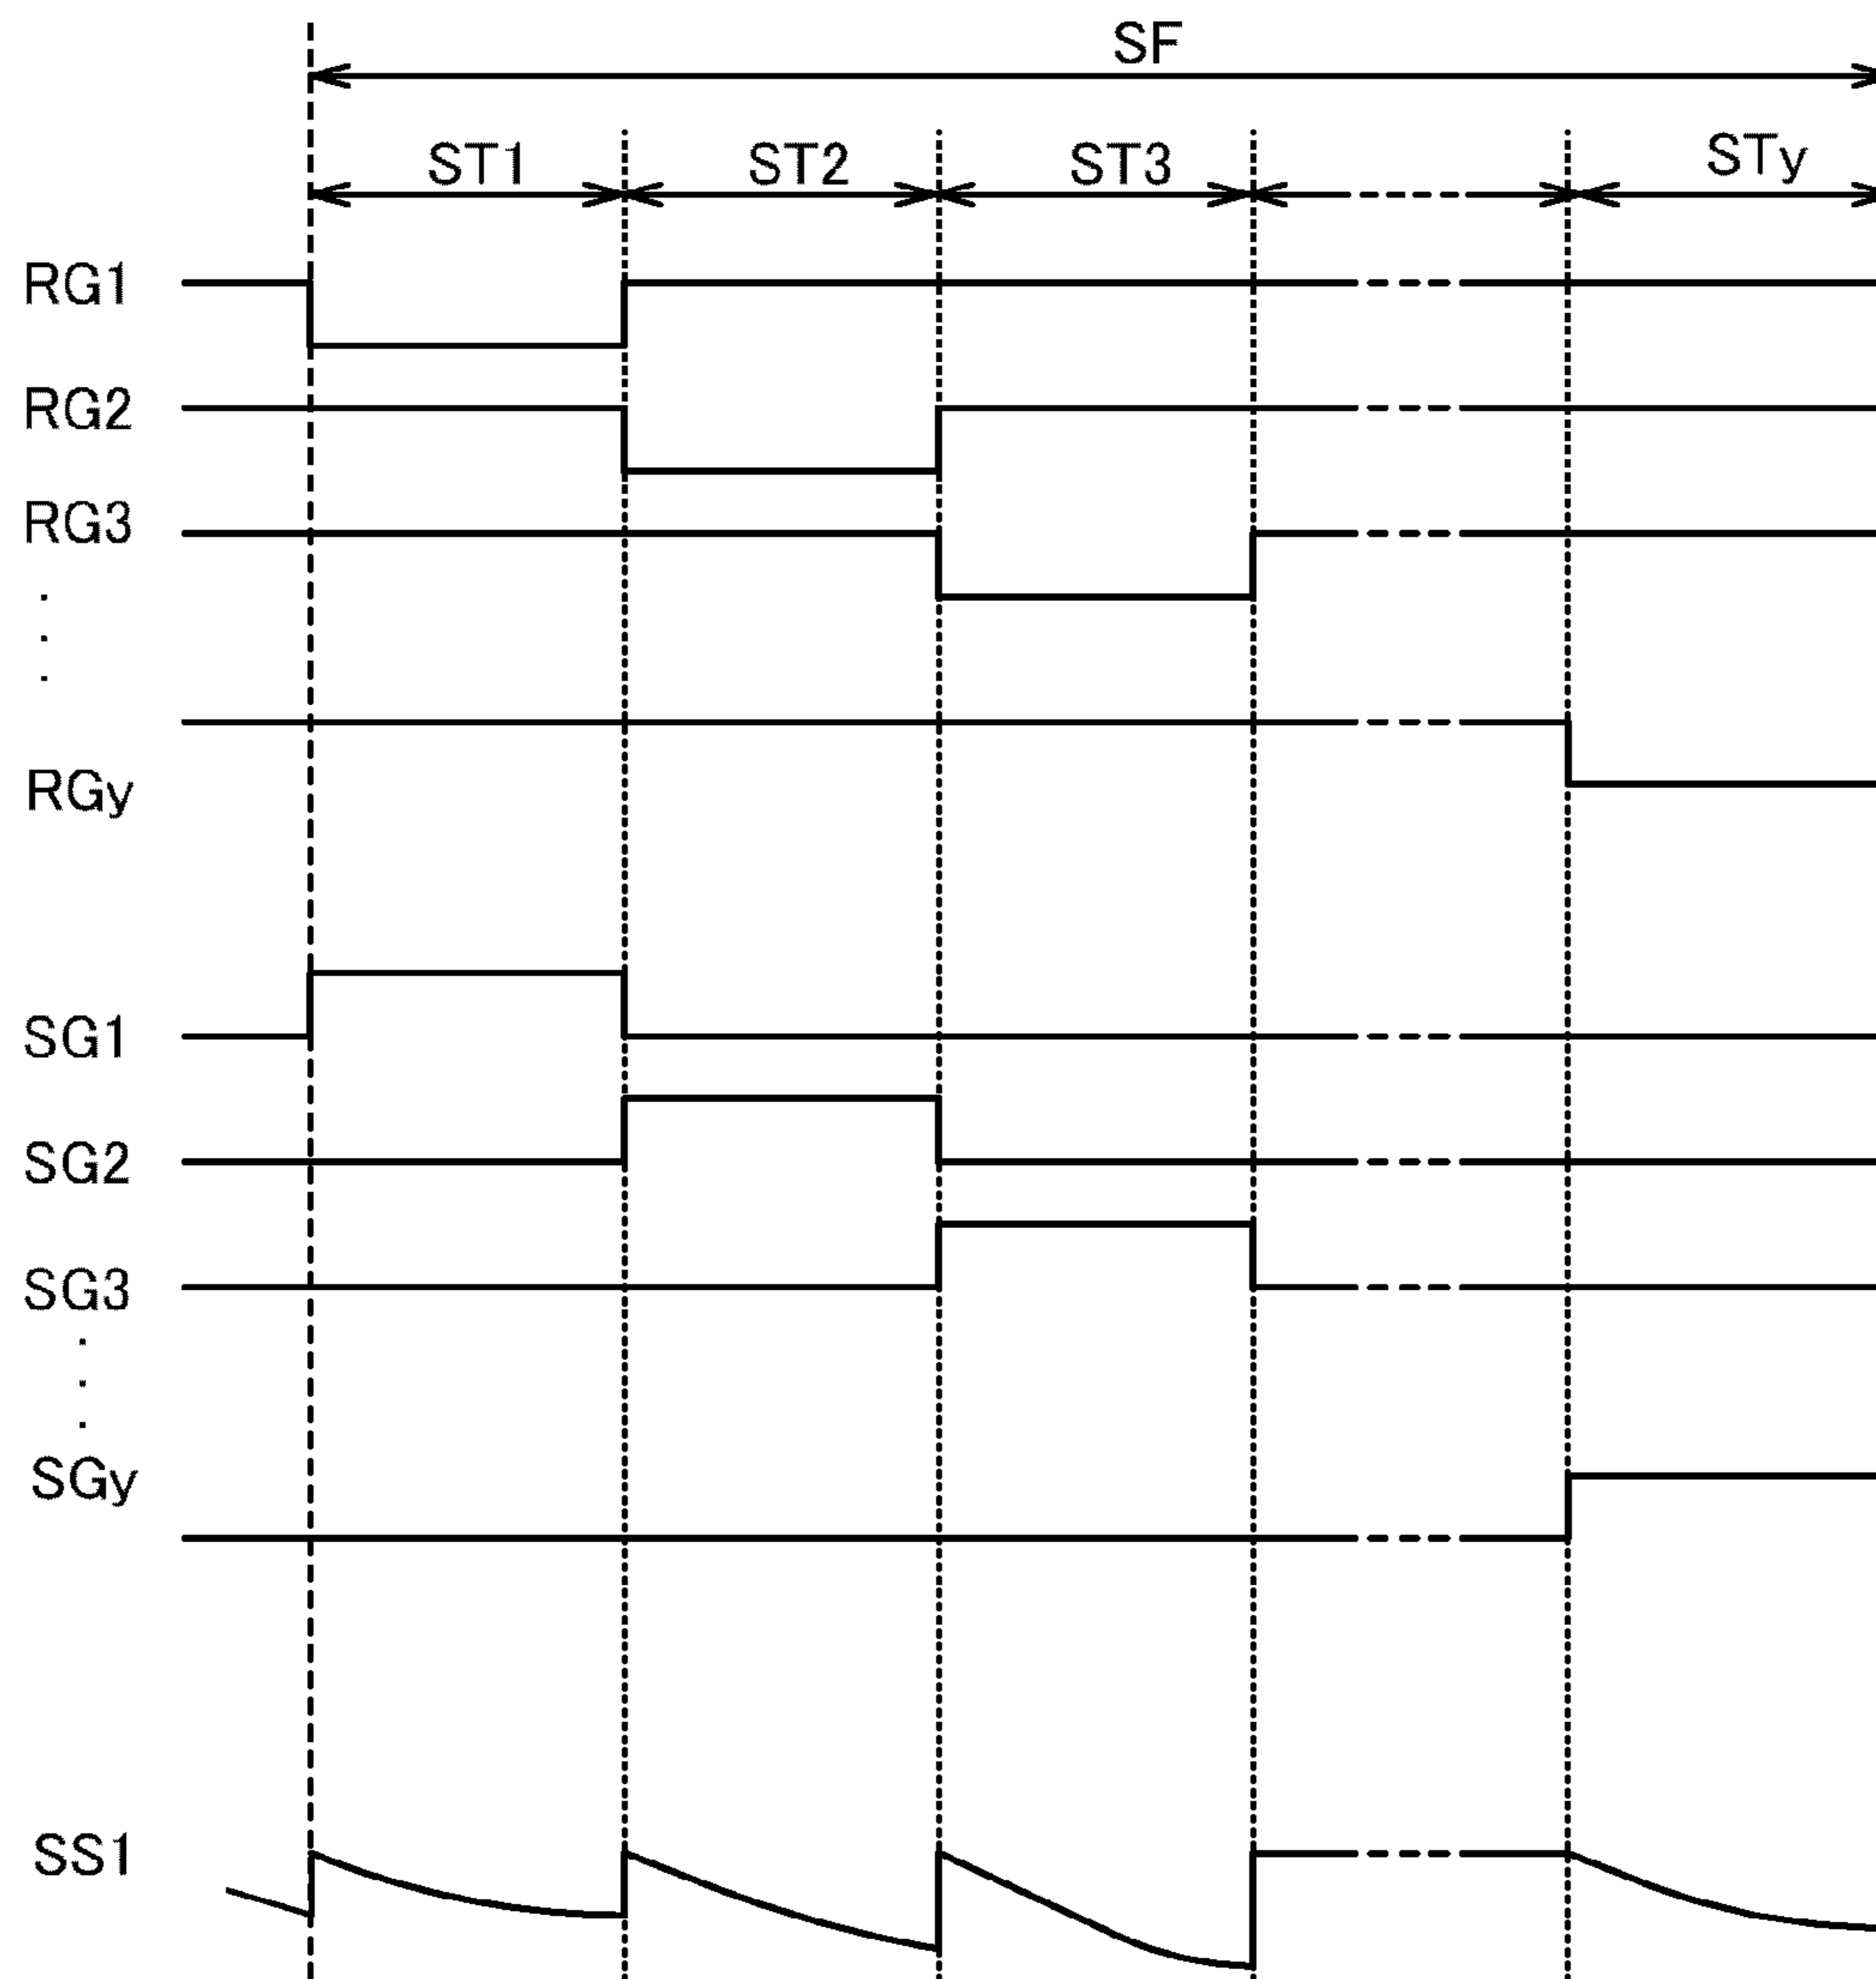 SF
ST1 ST2 ST3 STy
RG1
RG2
RG3
RGy
SG1
SG2
SG3
SGy
SS1